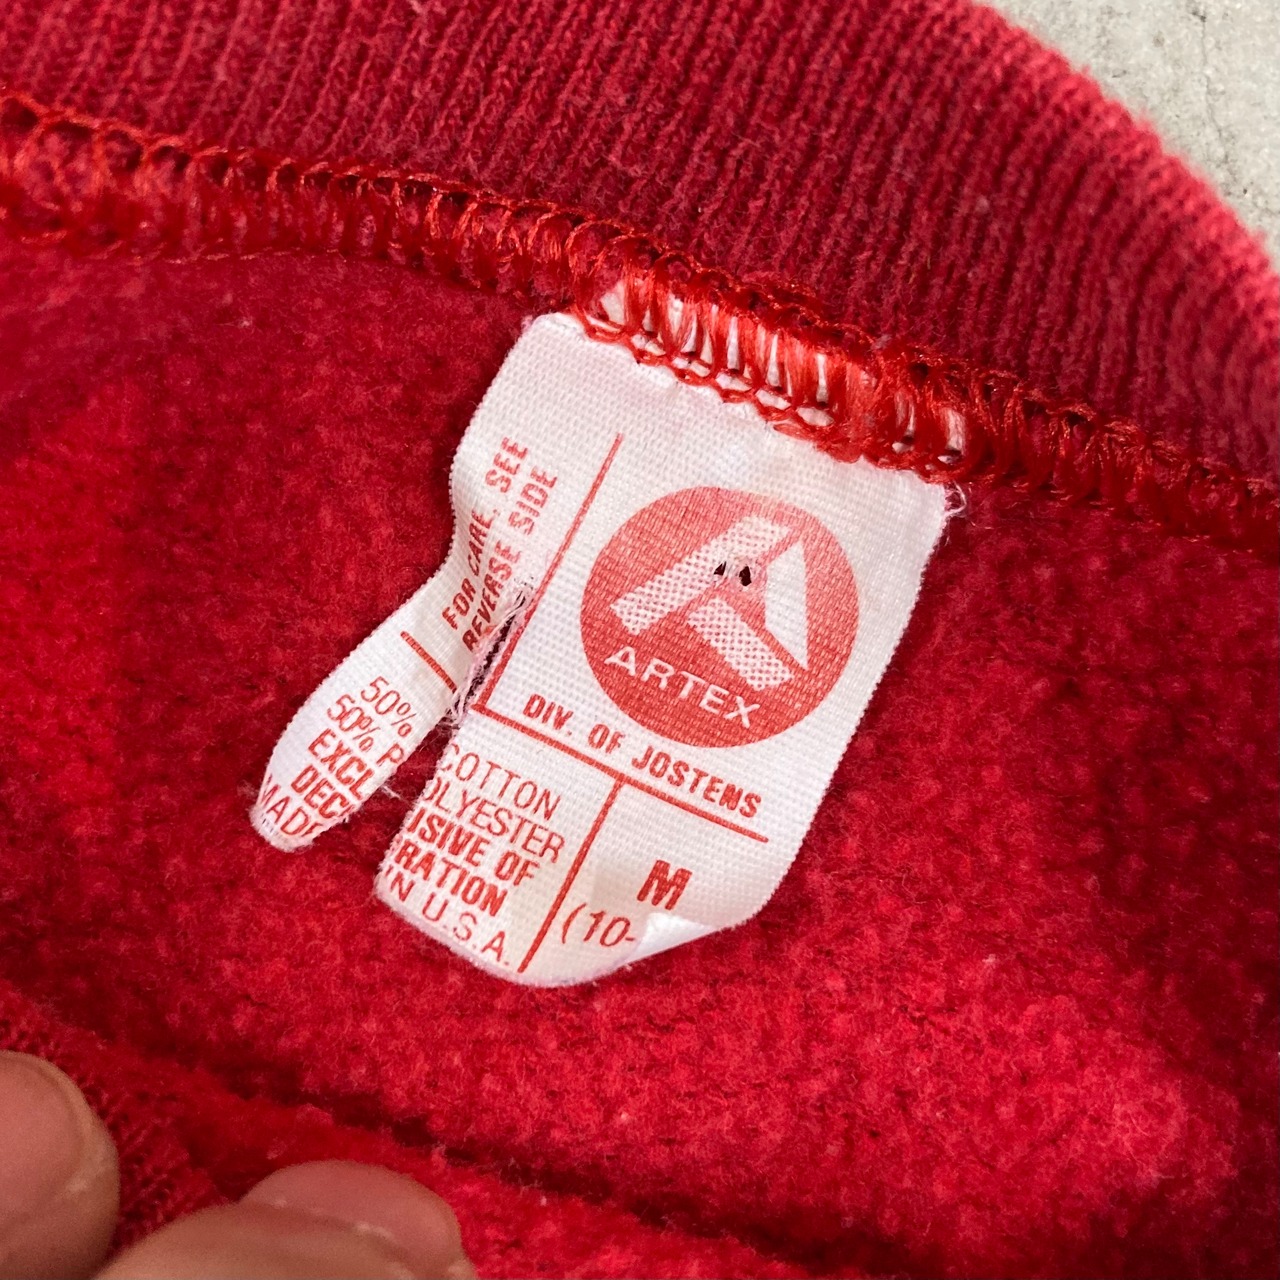 FOR CARE, SEE
REVERSE SIDE
ARTEX
DIV. OF JOSTENS
50% COTTON
50% POLYESTER
EXCLUSIVE OF
DECORATION
MADE IN U.S.A.
M
(10-